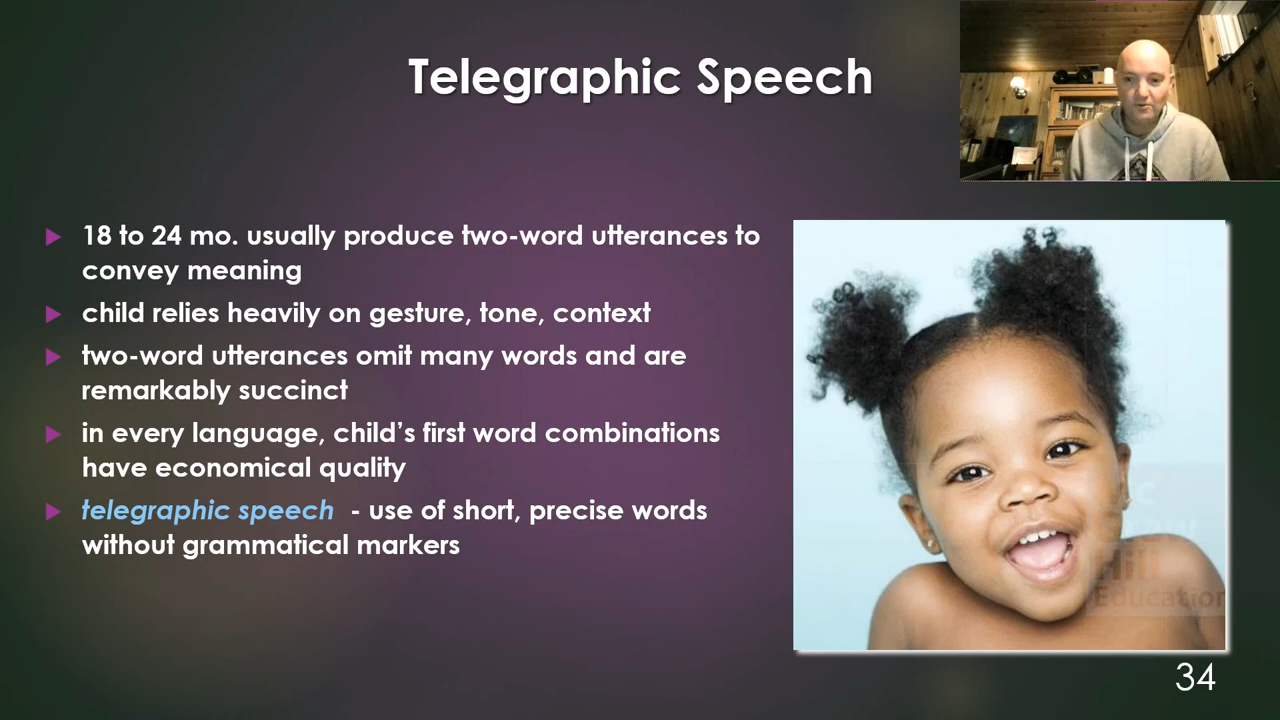 Telegraphic Speech
18 to 24 mo. usually produce two-word utterances to
convey meaning
child relies heavily on gesture, tone, context
two-word utterances omit many words and are
remarkably succinct
in every language, child's first word combinations
have economical quality
telegraphic speech - use of short, precise words
without grammatical markers
Hill
Education
34